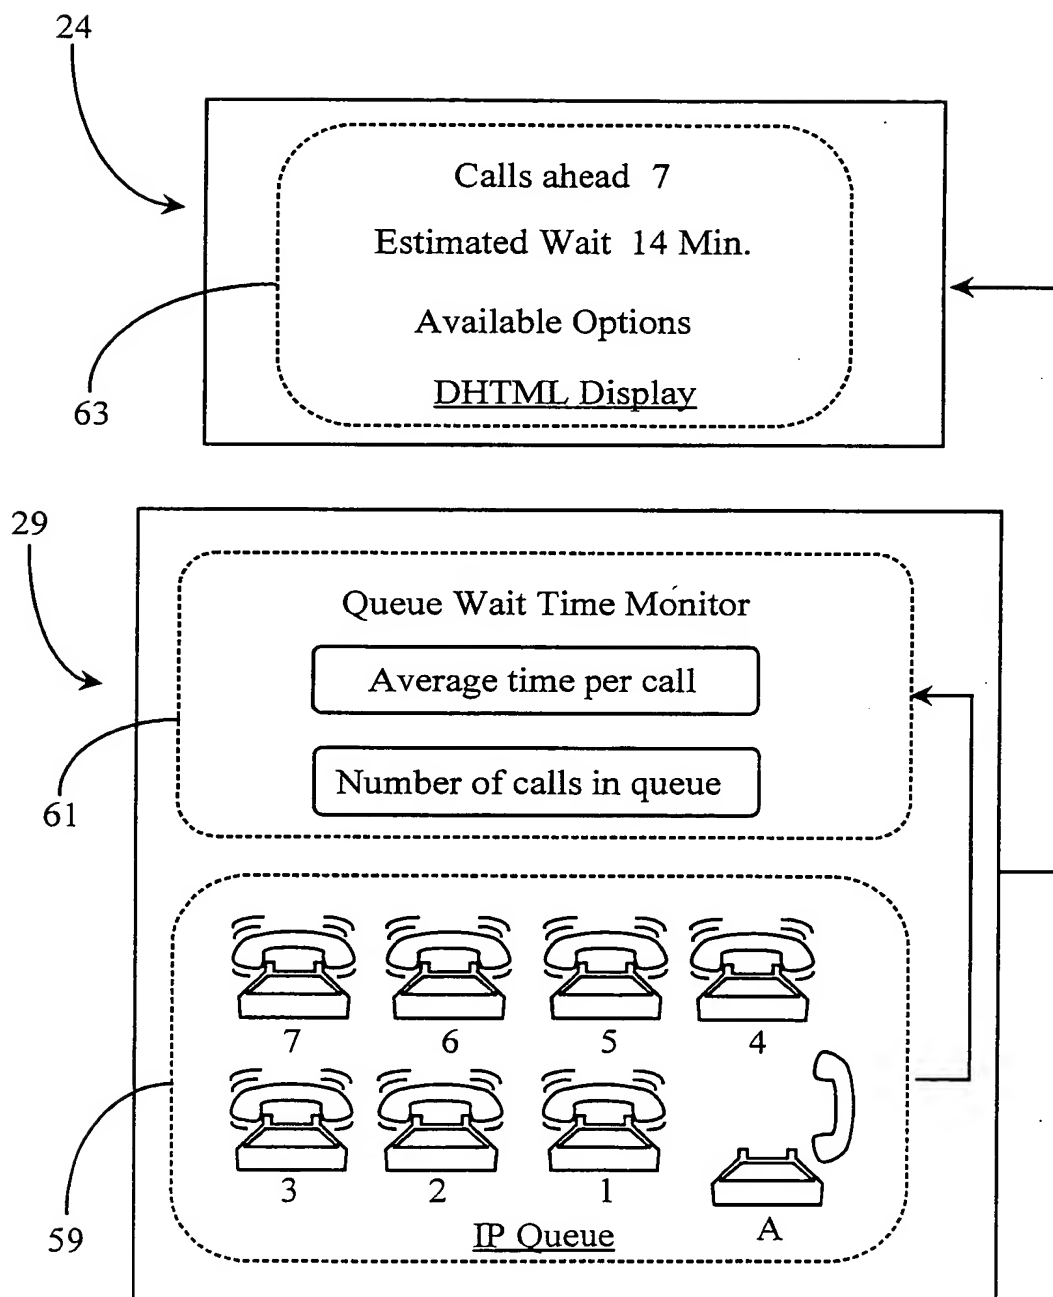 24
Calls ahead 7
Estimated Wait 14 Min.
Available Options
DHTML Display
63
29
Queue Wait Time Monitor
Average time per call
Number of calls in queue
61
7 6 5 4
3 2 1 A
59
IP Queue